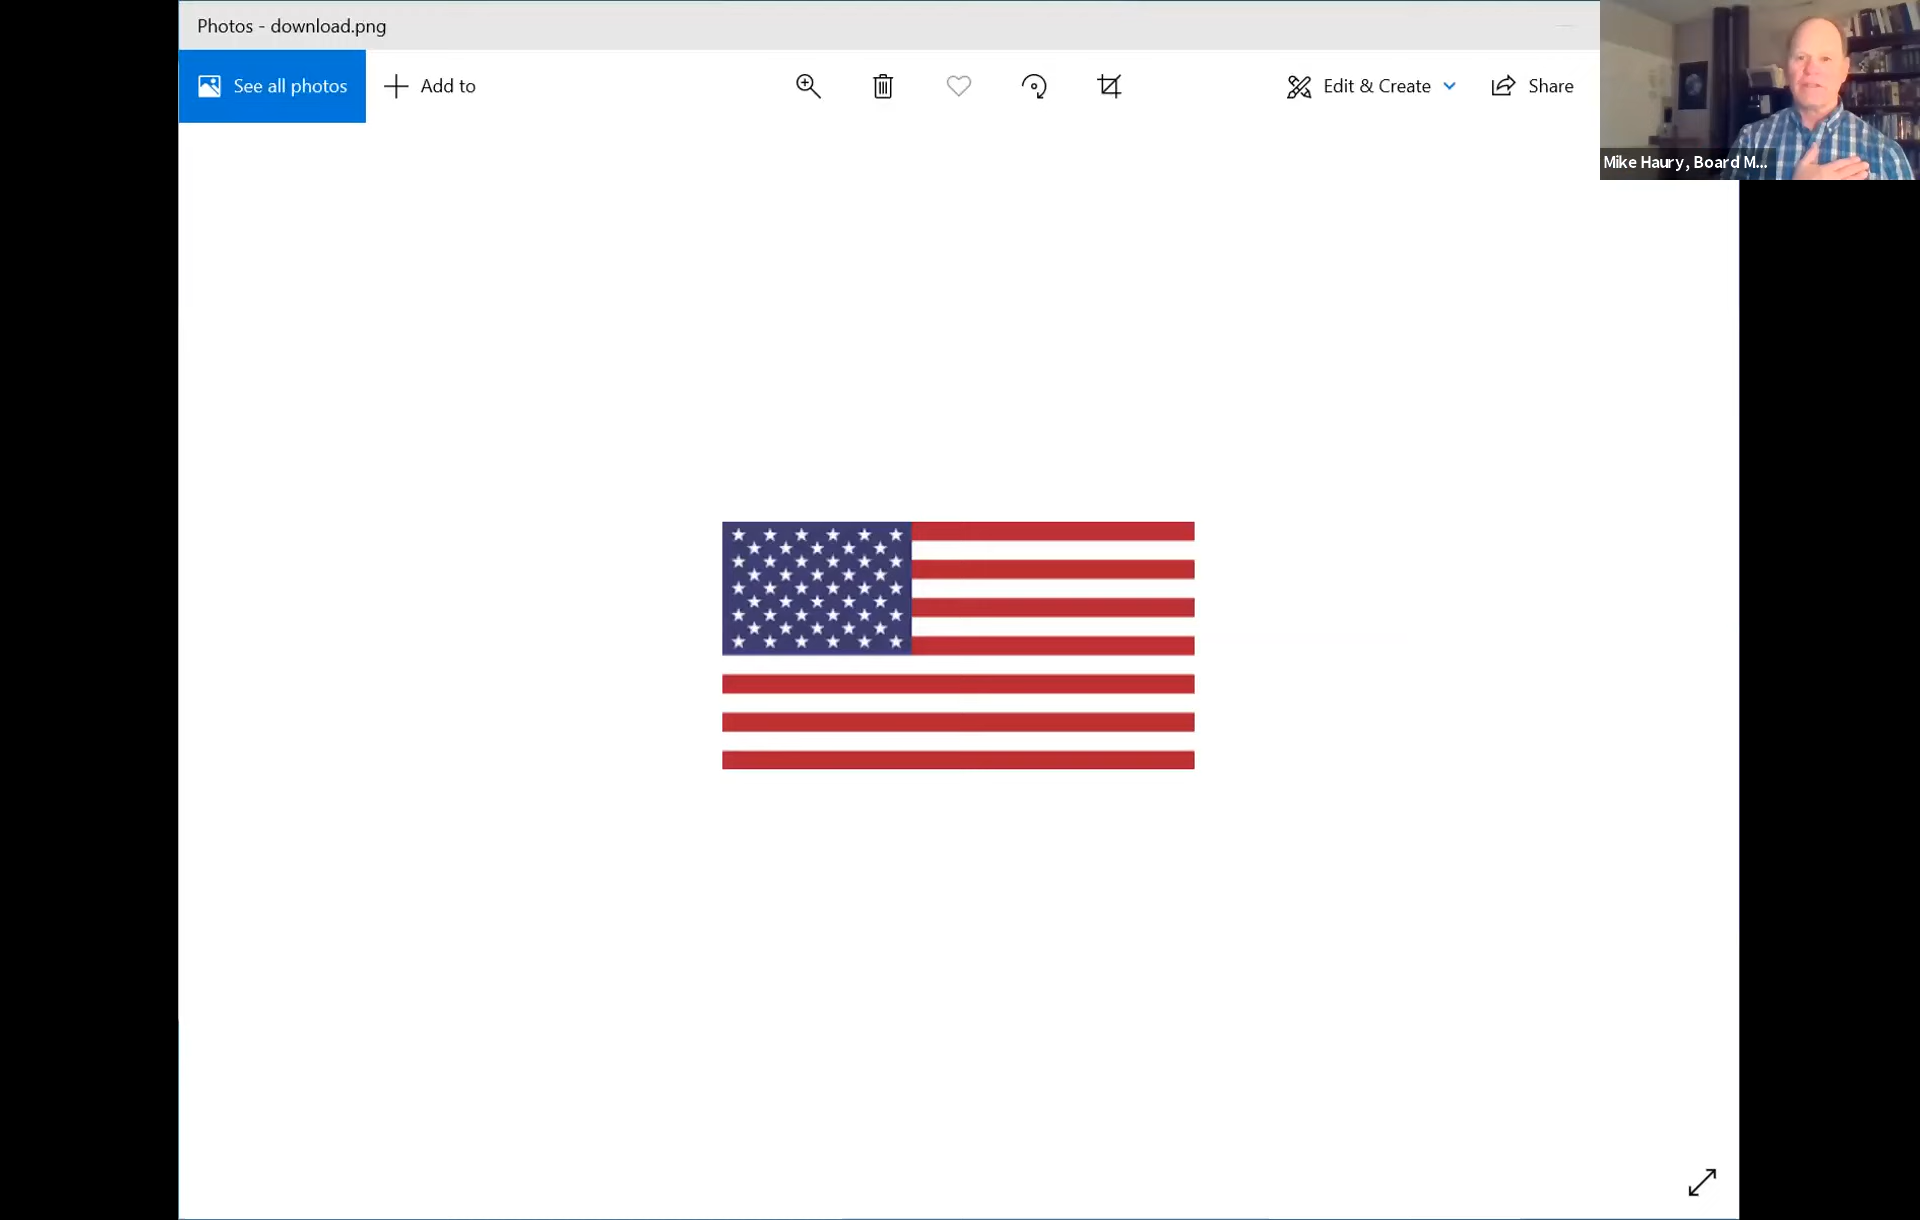 Photos - download.png
See all photos
Add to
Edit & Create
Share
Mike Haury, Board M...